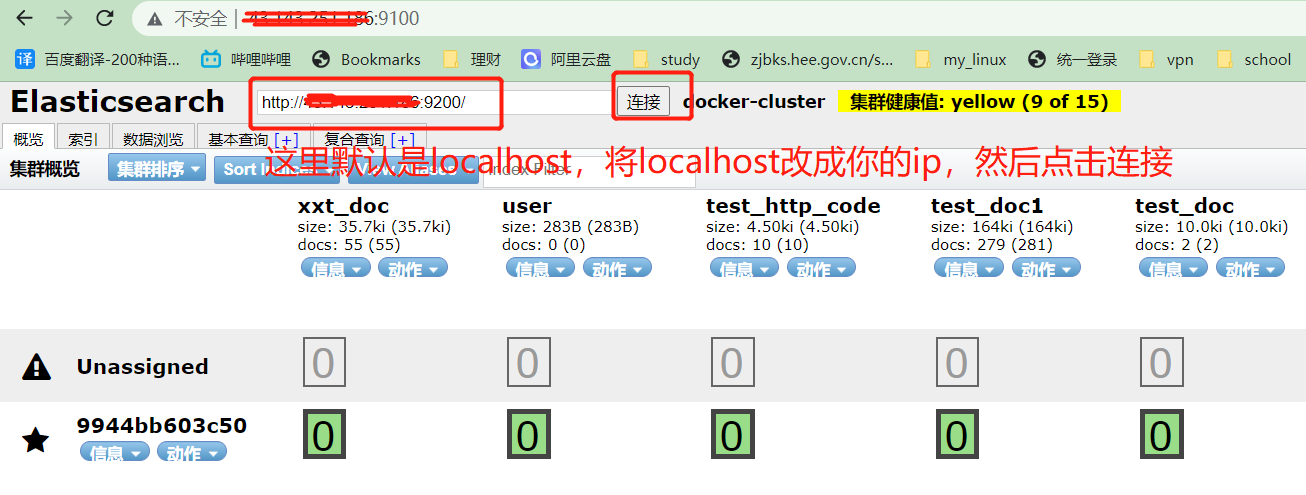 不安全 :9100
百度翻译-200种语... 哔哩哔哩 Bookmarks 理财 阿里云盘 study zjbks.hee.gov.cn/s... my_linux 统一登录 vpn school
Elasticsearch http:// :9200/ 连接 docker-cluster 集群健康值: yellow (9 of 15)
概览 索引 数据浏览 基本查询 [+] 复合查询 [+]
这里默认是localhost，将localhost改成你的ip，然后点击连接
集群概览 集群排序 Sort Index Filter
xxt_doc user test_http_code test_doc1 test_doc
size: 35.7ki (35.7ki) size: 283B (283B) size: 4.50ki (4.50ki) size: 164ki (164ki) size: 10.0ki (10.0ki)
docs: 55 (55) docs: 0 (0) docs: 10 (10) docs: 279 (281) docs: 2 (2)
信息 动作 信息 动作 信息 动作 信息 动作 信息 动作
Unassigned 0 0 0 0 0
9944bb603c50 0 0 0 0 0
信息 动作